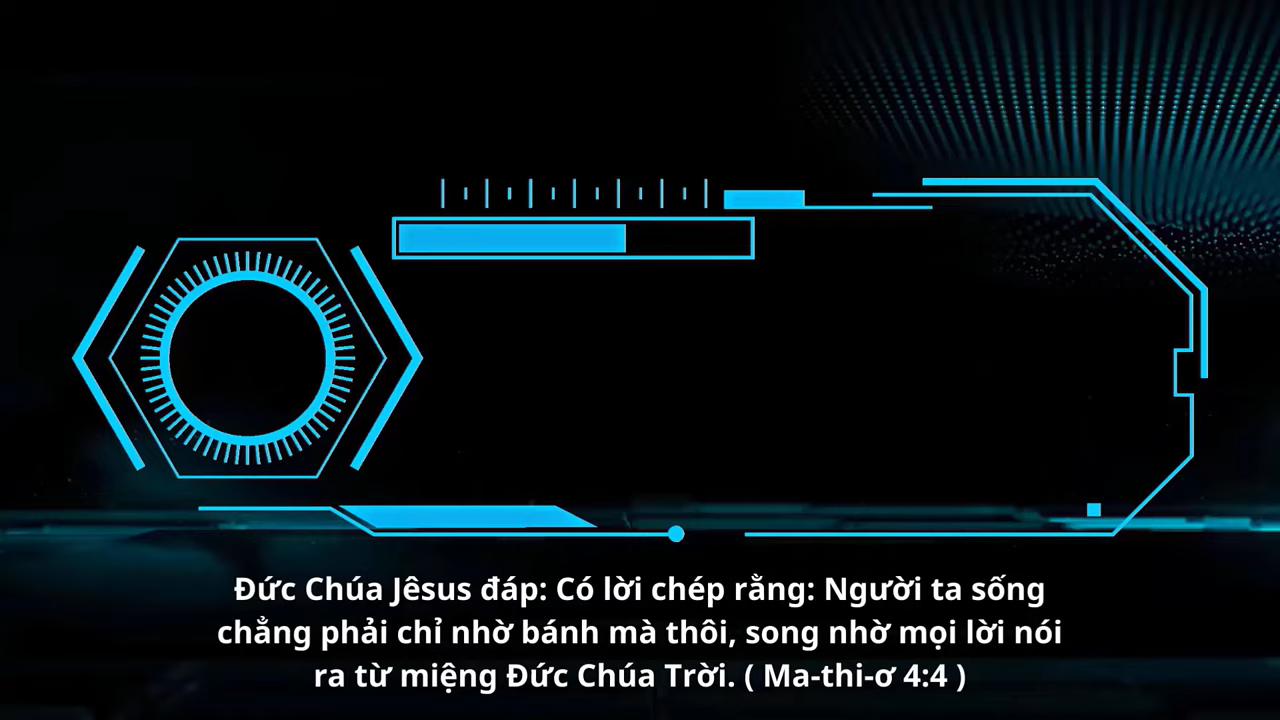 Đức Chúa Jêsus đáp: Có lời chép rằng: Người ta sống
chẳng phải chỉ nhờ bánh mà thôi, song nhờ mọi lời nói
ra từ miệng Đức Chúa Trời. ( Ma-thi-ơ 4:4 )